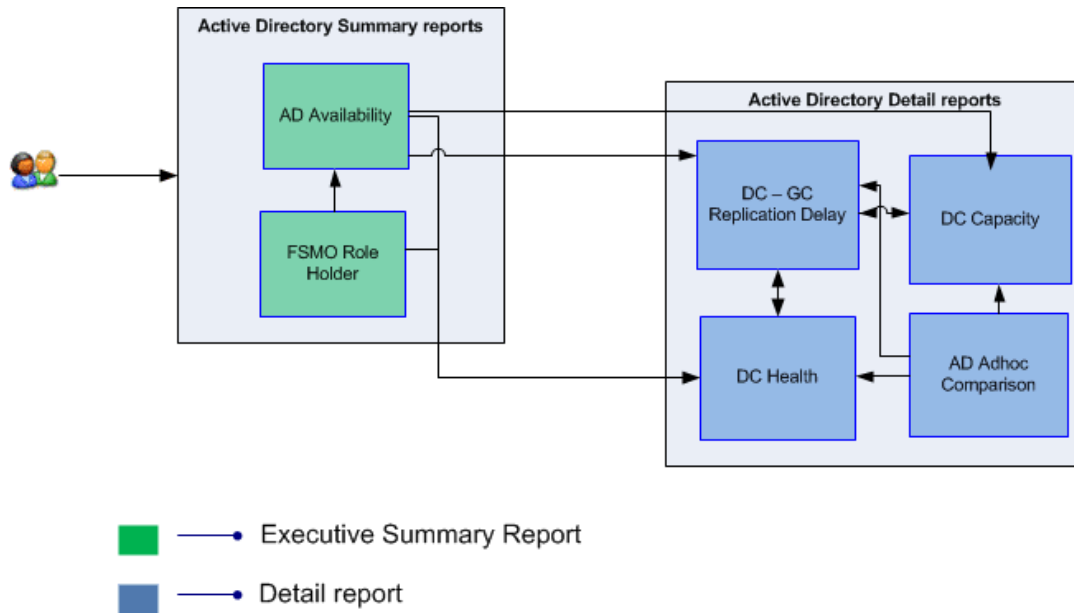 Active Directory Summary reports
AD Availability
FSMO Role
Holder
Active Directory Detail reports
DC – GC
Replication Delay
DC Capacity
DC Health
AD Adhoc
Comparison
Executive Summary Report
Detail report